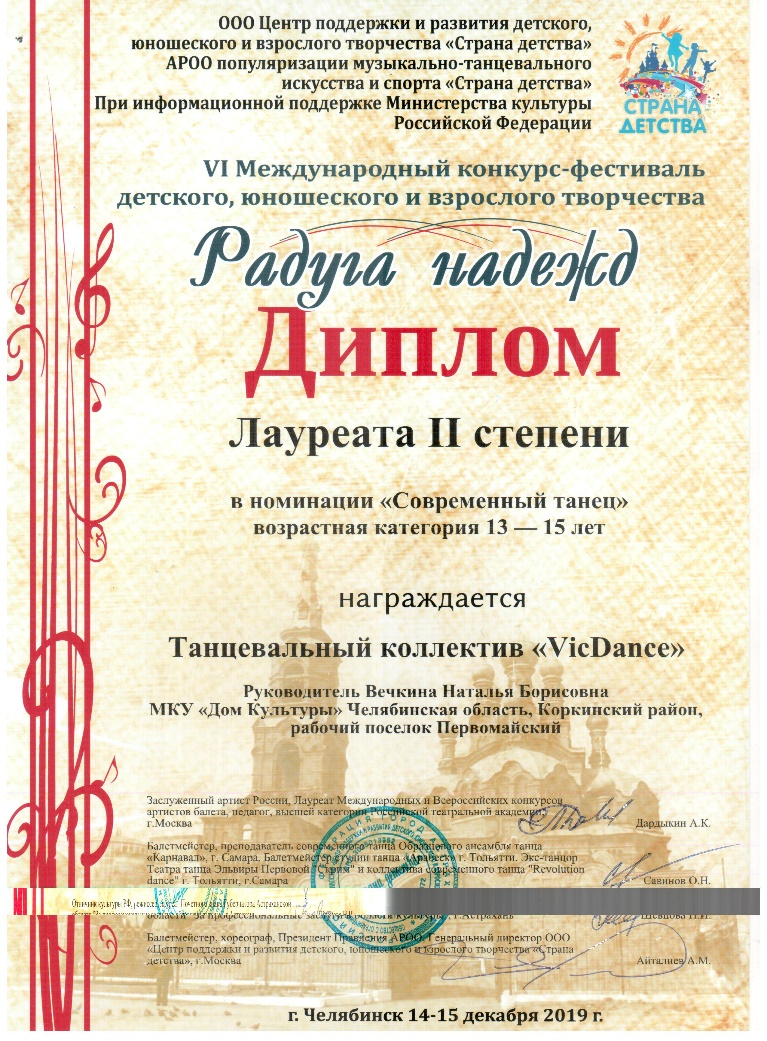 ООО Центр поддержки и развития детского,
юношеского и взрослого творчества «Страна детства»
АРОО популяризации музыкально-танцевального
искусства и спорта «Страна детства»
При информационной поддержке Министерства культуры
Российской Федерации
СТРАНА
ДЕТСТВА
VI Международный конкурс-фестиваль
детского, юношеского и взрослого творчества
Радуга надежд
Диплом
Лауреата II степени
в номинации «Современный танец»
возрастная категория 13 — 15 лет
награждается
Танцевальный коллектив «VicDance»
Руководитель Вечкина Наталья Борисовна
МКУ «Дом Культуры» Челябинская область, Коркинский район,
рабочий поселок Первомайский
Заслуженный артист России, Лауреат Международных и Всероссийских конкурсов
артистов балета, педагог, высшей категории Российской театральной академии
г.Москва
Дардыкин А.К.
Балетмейстер, преподаватель современного танца Образцового ансамбля танца
«Карнавал», г. Самара. Балетмейстер студии танца «Арабеск» г. Тольятти. Экс-танцор
Театра танца Эльвиры Первовой "Гарим" и коллектива современного танца "Revolution
dance" г. Тольятти, г.Самара
Савинов О.Н.
г.Астрахань
Балетмейстер, хореограф, Президент Правления АРОО, Генеральный директор ООО
«Центр поддержки и развития детского, юношеского и взрослого творчества «Страна
детства», г.Москва
Айталиев А.М.
г. Челябинск 14-15 декабря 2019 г.